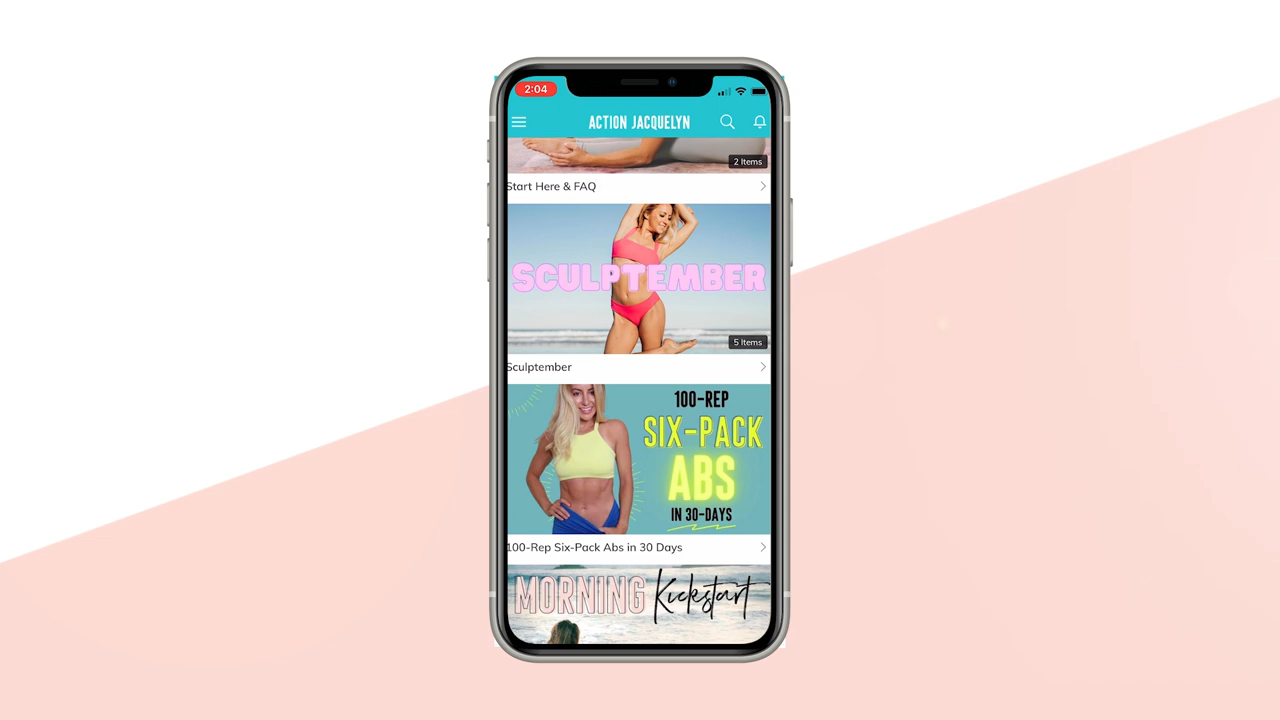 2:04
ACTION JACQUELYN
2 Items
Start Here & FAQ
SCULPTEMBER
5 Items
Sculptember
100-REP
SIX-PACK
ABS
IN 30-DAYS
100-Rep Six-Pack Abs in 30 Days
MORNING Kickstart